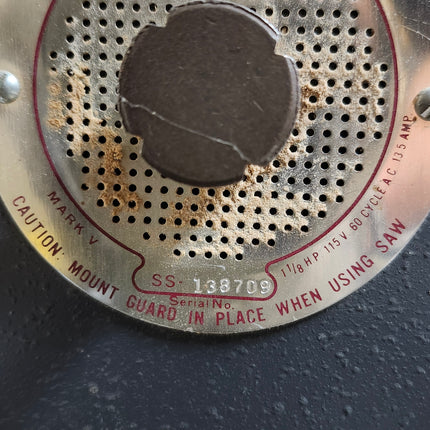 MARK V
SS- 138709
Serial No.
1 1/8 HP 115 V. 60 CYCLE A.C. 13.5 AMP.
CAUTION: MOUNT GUARD IN PLACE WHEN USING SAW